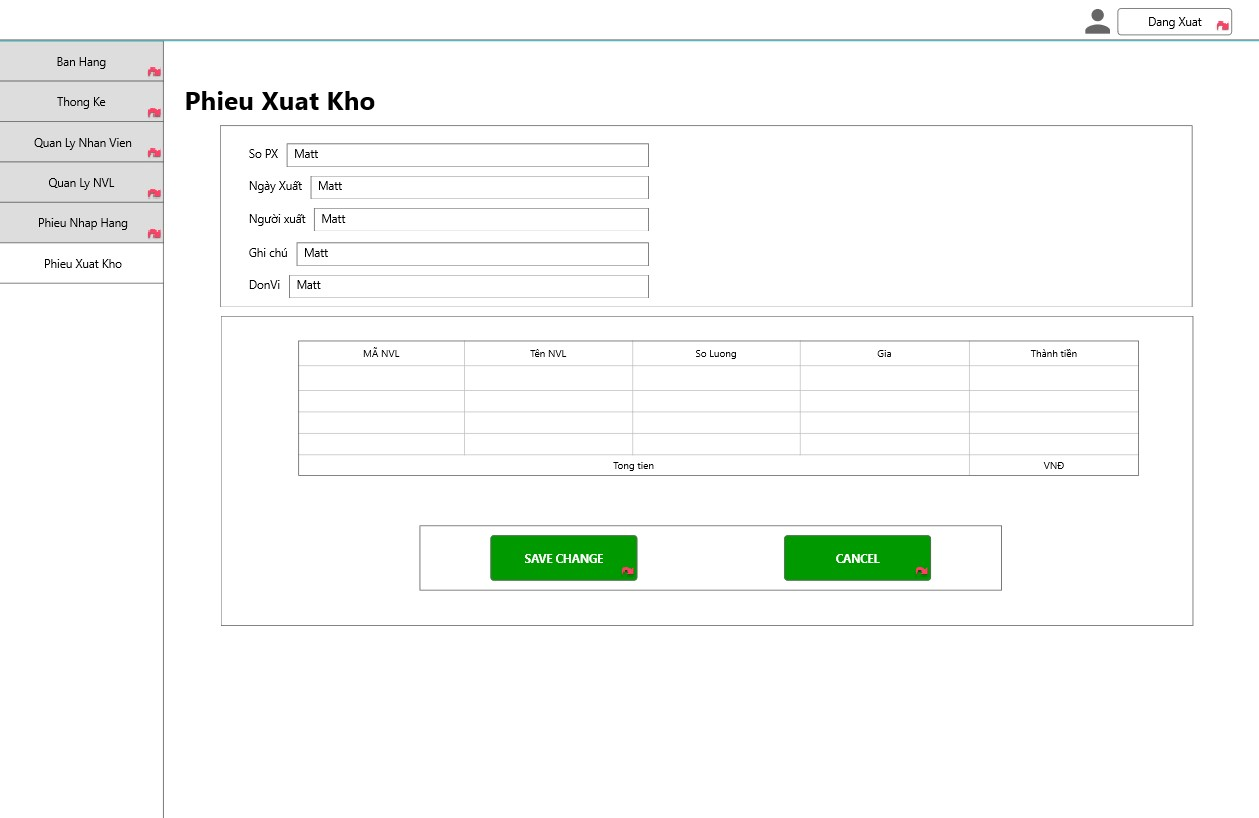 Dang Xuat
Ban Hang
Thong Ke
Quan Ly Nhan Vien
Quan Ly NVL
Phieu Nhap Hang
Phieu Xuat Kho
Phieu Xuat Kho
So PX Matt
Ngày Xuất Matt
Người xuất Matt
Ghi chú Matt
DonVi Matt
MÃ NVL Tên NVL So Luong Gia Thành tiền
Tong tien VNĐ
SAVE CHANGE CANCEL